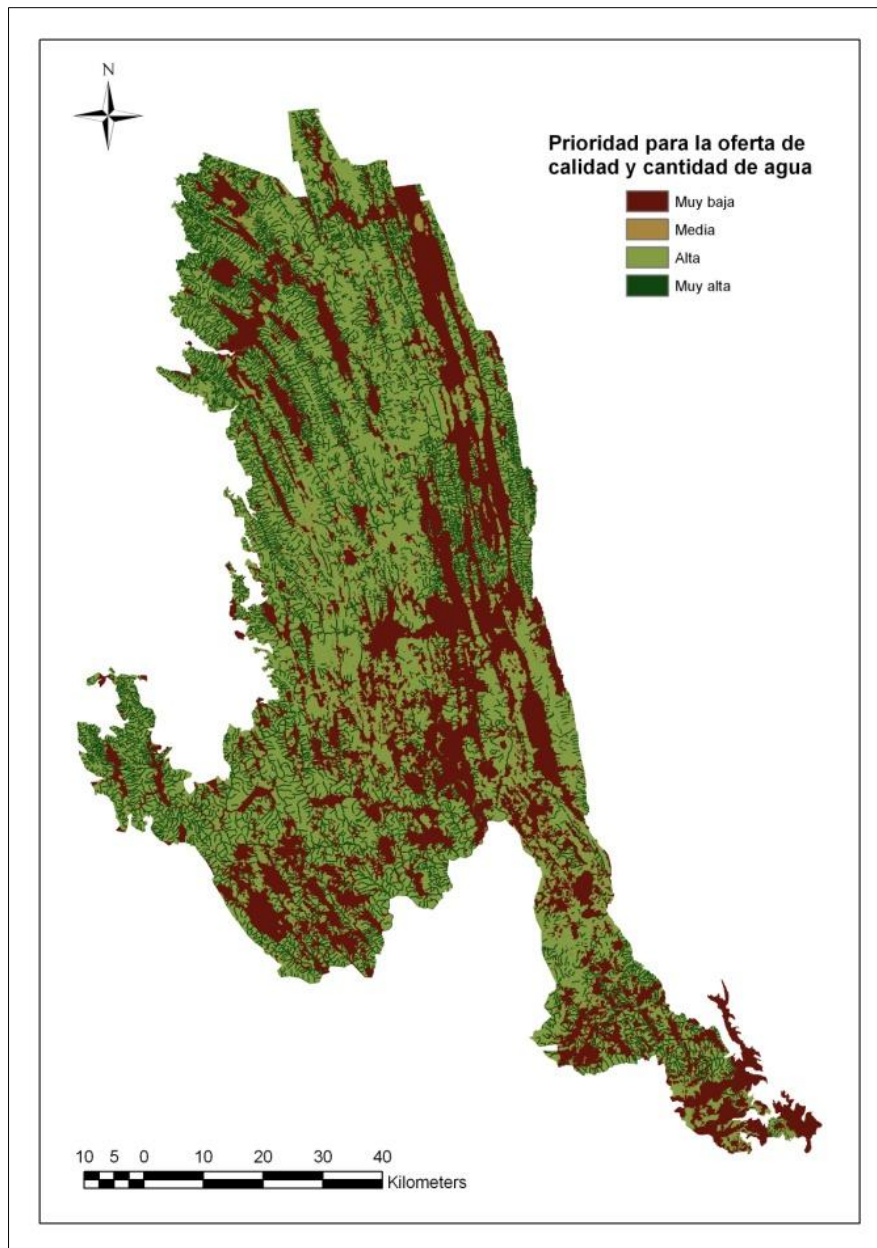 N
Prioridad para la oferta de
calidad y cantidad de agua
Muy baja
Media
Alta
Muy alta
10 5 0 10 20 30 40
Kilometers